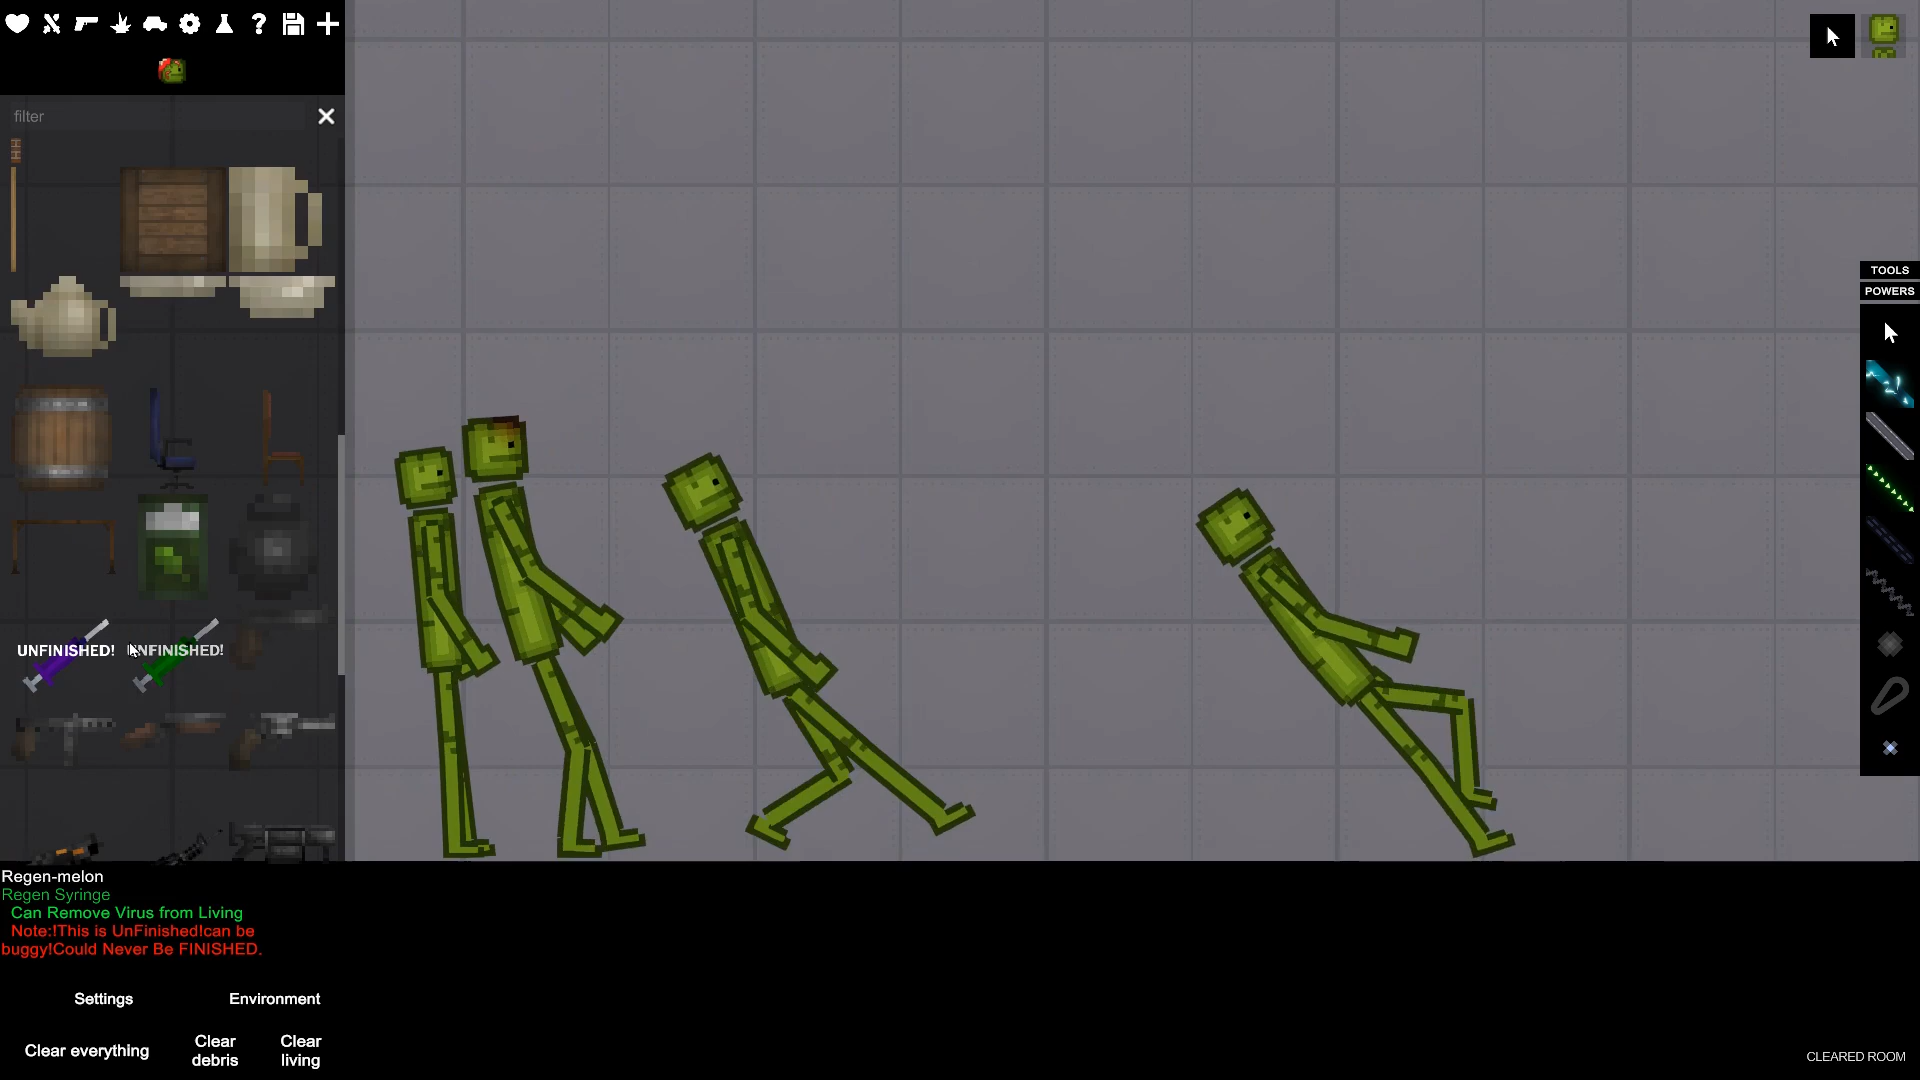 filter
TOOLS
POWERS
UNFINISHED!
UNFINISHED!
Regen-melon
Regen Syringe
Can Remove Virus from Living
Note:!This is UnFinished!can be
buggy!Could Never Be FINISHED.
Settings
Environment
Clear everything
Clear
debris
Clear
living
CLEARED ROOM